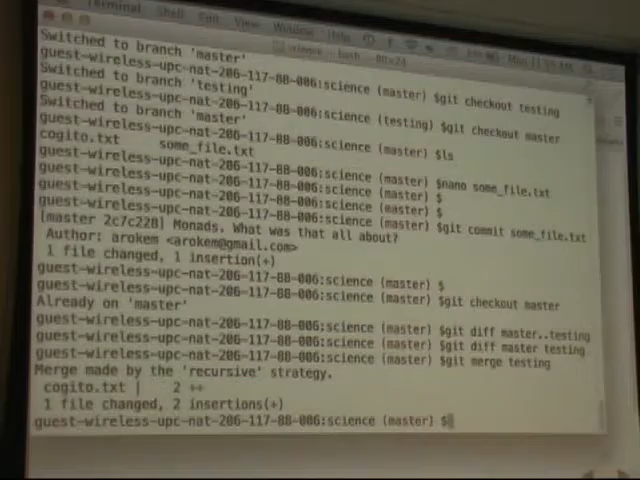 Terminal Shell Edit View Window Help
science — bash — 80x24
Switched to branch 'master'
guest-wireless-upc-nat-206-117-88-006:science (master) $git checkout testing
Switched to branch 'testing'
guest-wireless-upc-nat-206-117-88-006:science (testing) $git checkout master
Switched to branch 'master'
guest-wireless-upc-nat-206-117-88-006:science (master) $ls
cogito.txt some_file.txt
guest-wireless-upc-nat-206-117-88-006:science (master) $nano some_file.txt
guest-wireless-upc-nat-206-117-88-006:science (master) $
guest-wireless-upc-nat-206-117-88-006:science (master) $
guest-wireless-upc-nat-206-117-88-006:science (master) $git commit some_file.txt
[master 2c7c228] Monads. What was that all about?
Author: arokem <arokem@gmail.com>
1 file changed, 1 insertion(+)
guest-wireless-upc-nat-206-117-88-006:science (master) $
guest-wireless-upc-nat-206-117-88-006:science (master) $git checkout master
Already on 'master'
guest-wireless-upc-nat-206-117-88-006:science (master) $git diff master..testing
guest-wireless-upc-nat-206-117-88-006:science (master) $git diff master testing
guest-wireless-upc-nat-206-117-88-006:science (master) $git merge testing
Merge made by the 'recursive' strategy.
cogito.txt | 2 ++
1 file changed, 2 insertions(+)
guest-wireless-upc-nat-206-117-88-006:science (master) $